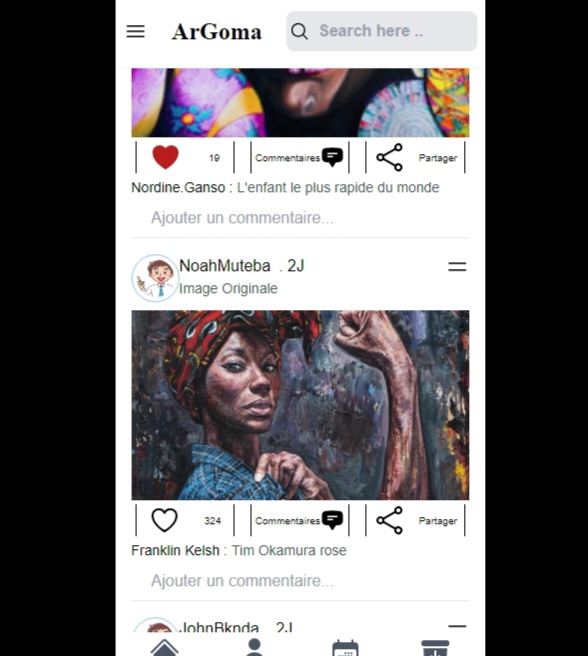 ArGoma
Search here ..
19
Commentaires
Partager
Nordine.Ganso : L'enfant le plus rapide du monde
Ajouter un commentaire...
NoahMuteba . 2J
Image Originale
324
Commentaires
Partager
Franklin Kelsh : Tim Okamura rose
Ajouter un commentaire...
JohnBknda . 2J